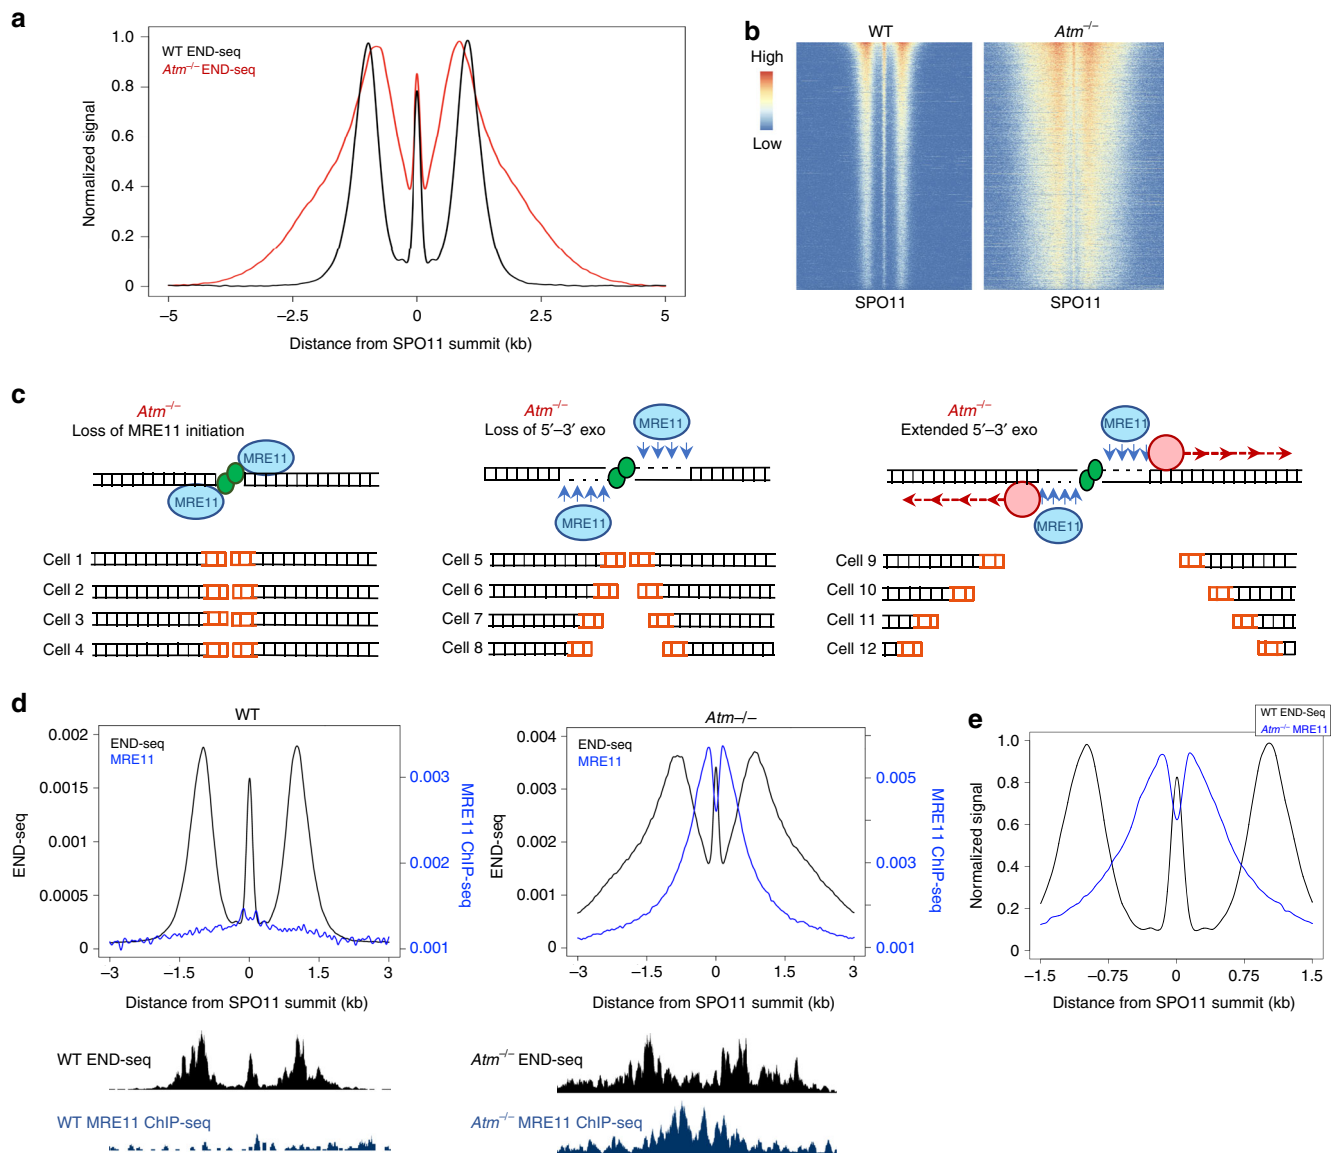 a
WT END-seq
Atm–/– END-seq
Normalized signal
1.0
0.8
0.6
0.4
0.2
0
–5
–2.5
0
2.5
5
Distance from SPO11 summit (kb)
b
WT
Atm–/–
High
Low
SPO11
SPO11
c
Atm–/–
Loss of MRE11 initiation
MRE11
MRE11
Cell 1
Cell 2
Cell 3
Cell 4
Atm–/–
Loss of 5′–3′ exo
MRE11
MRE11
Cell 5
Cell 6
Cell 7
Cell 8
Atm–/–
Extended 5′–3′ exo
MRE11
MRE11
Cell 9
Cell 10
Cell 11
Cell 12
d
WT
END-seq
MRE11
END-seq
0.002
0.0015
0.001
0.0005
0
0.003
0.002
0.001
MRE11 ChIP-seq
–3
–1.5
0
1.5
3
Distance from SPO11 summit (kb)
WT END-seq
WT MRE11 ChIP-seq
Atm–/–
END-seq
MRE11
END-seq
0.004
0.003
0.002
0.001
0
0.005
0.003
0.001
MRE11 ChIP-seq
–3
–1.5
0
1.5
3
Distance from SPO11 summit (kb)
Atm–/– END-seq
Atm–/– MRE11 ChIP-seq
e
WT END-Seq
Atm–/– MRE11
Normalized signal
1.0
0.8
0.6
0.4
0.2
0
–1.5
–0.75
0
0.75
1.5
Distance from SPO11 summit (kb)